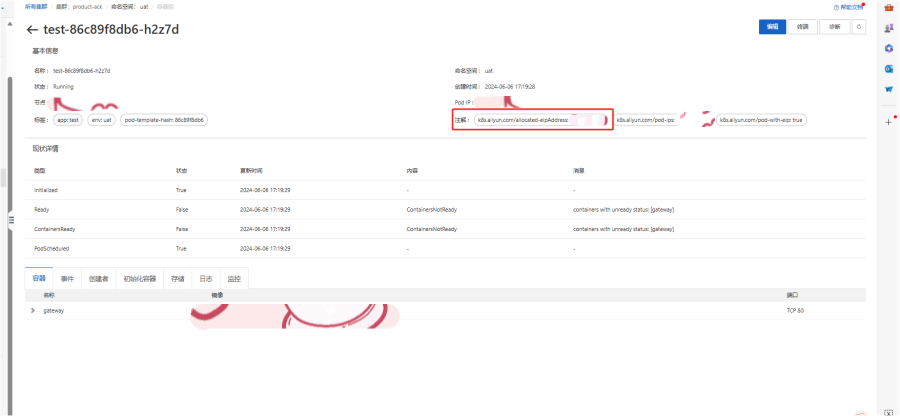 所有集群 / 集群: product-ack / 命名空间: uat / 容器组
帮助文档
← test-86c89f8db6-h2z7d
编辑 终端 诊断
基本信息
名称: test-86c89f8db6-h2z7d 命名空间: uat
状态: Running 创建时间: 2024-06-06 17:19:28
节点: Pod IP:
标签: app: test env: uat pod-template-hash: 86c89f8db6 注解: k8s.aliyun.com/allocated-eipAddress: k8s.aliyun.com/pod-ips: k8s.aliyun.com/pod-with-eip: true
现状详情
类型 状态 更新时间 内容 消息
Initialized True 2024-06-06 17:19:29 - -
Ready False 2024-06-06 17:19:29 ContainersNotReady containers with unready status: [gateway]
ContainersReady False 2024-06-06 17:19:29 ContainersNotReady containers with unready status: [gateway]
PodScheduled True 2024-06-06 17:19:29 - -
容器 事件 创建者 初始化容器 存储 日志 监控
名称 镜像 端口
gateway TCP 80